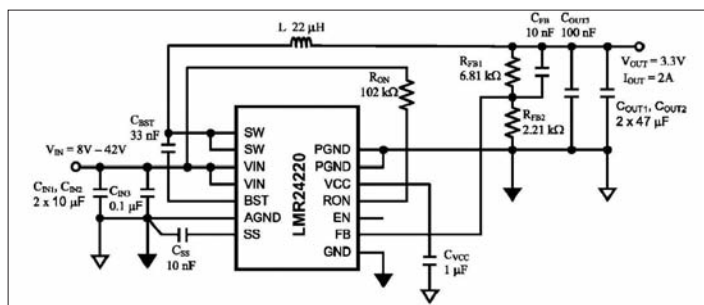 L 22 µH
C_FB C_OUT3
10 nF 100 nF
V_OUT = 3.3V
I_OUT = 2A
R_FB1
6.81 kΩ
R_ON
102 kΩ
C_OUT1, C_OUT2
2 x 47 µF
R_FB2
2.21 kΩ
C_BST
33 nF
V_IN = 8V – 42V
C_IN1, C_IN2
2 x 10 µF
C_IN3
0.1 µF
C_SS
10 nF
SW
SW
VIN
VIN
BST
AGND
SS
LMR24220
PGND
PGND
VCC
RON
EN
FB
GND
C_VCC
1 µF